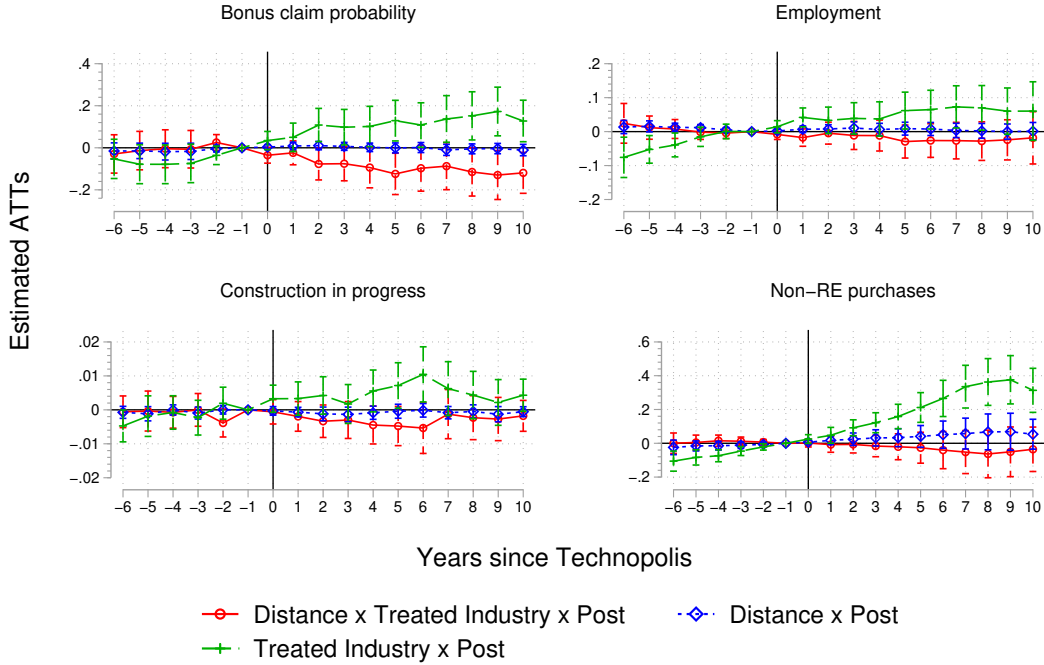 Bonus claim probability
Employment
.4
.2
0
−.2
−6 −5 −4 −3 −2 −1 0 1 2 3 4 5 6 7 8 9 10
.2
.1
0
−.1
−.2
−6 −5 −4 −3 −2 −1 0 1 2 3 4 5 6 7 8 9 10
Estimated ATTs
Construction in progress
Non−RE purchases
.02
.01
0
−.01
−.02
−6 −5 −4 −3 −2 −1 0 1 2 3 4 5 6 7 8 9 10
.6
.4
.2
0
−.2
−6 −5 −4 −3 −2 −1 0 1 2 3 4 5 6 7 8 9 10
Years since Technopolis
Distance x Treated Industry x Post
Distance x Post
Treated Industry x Post